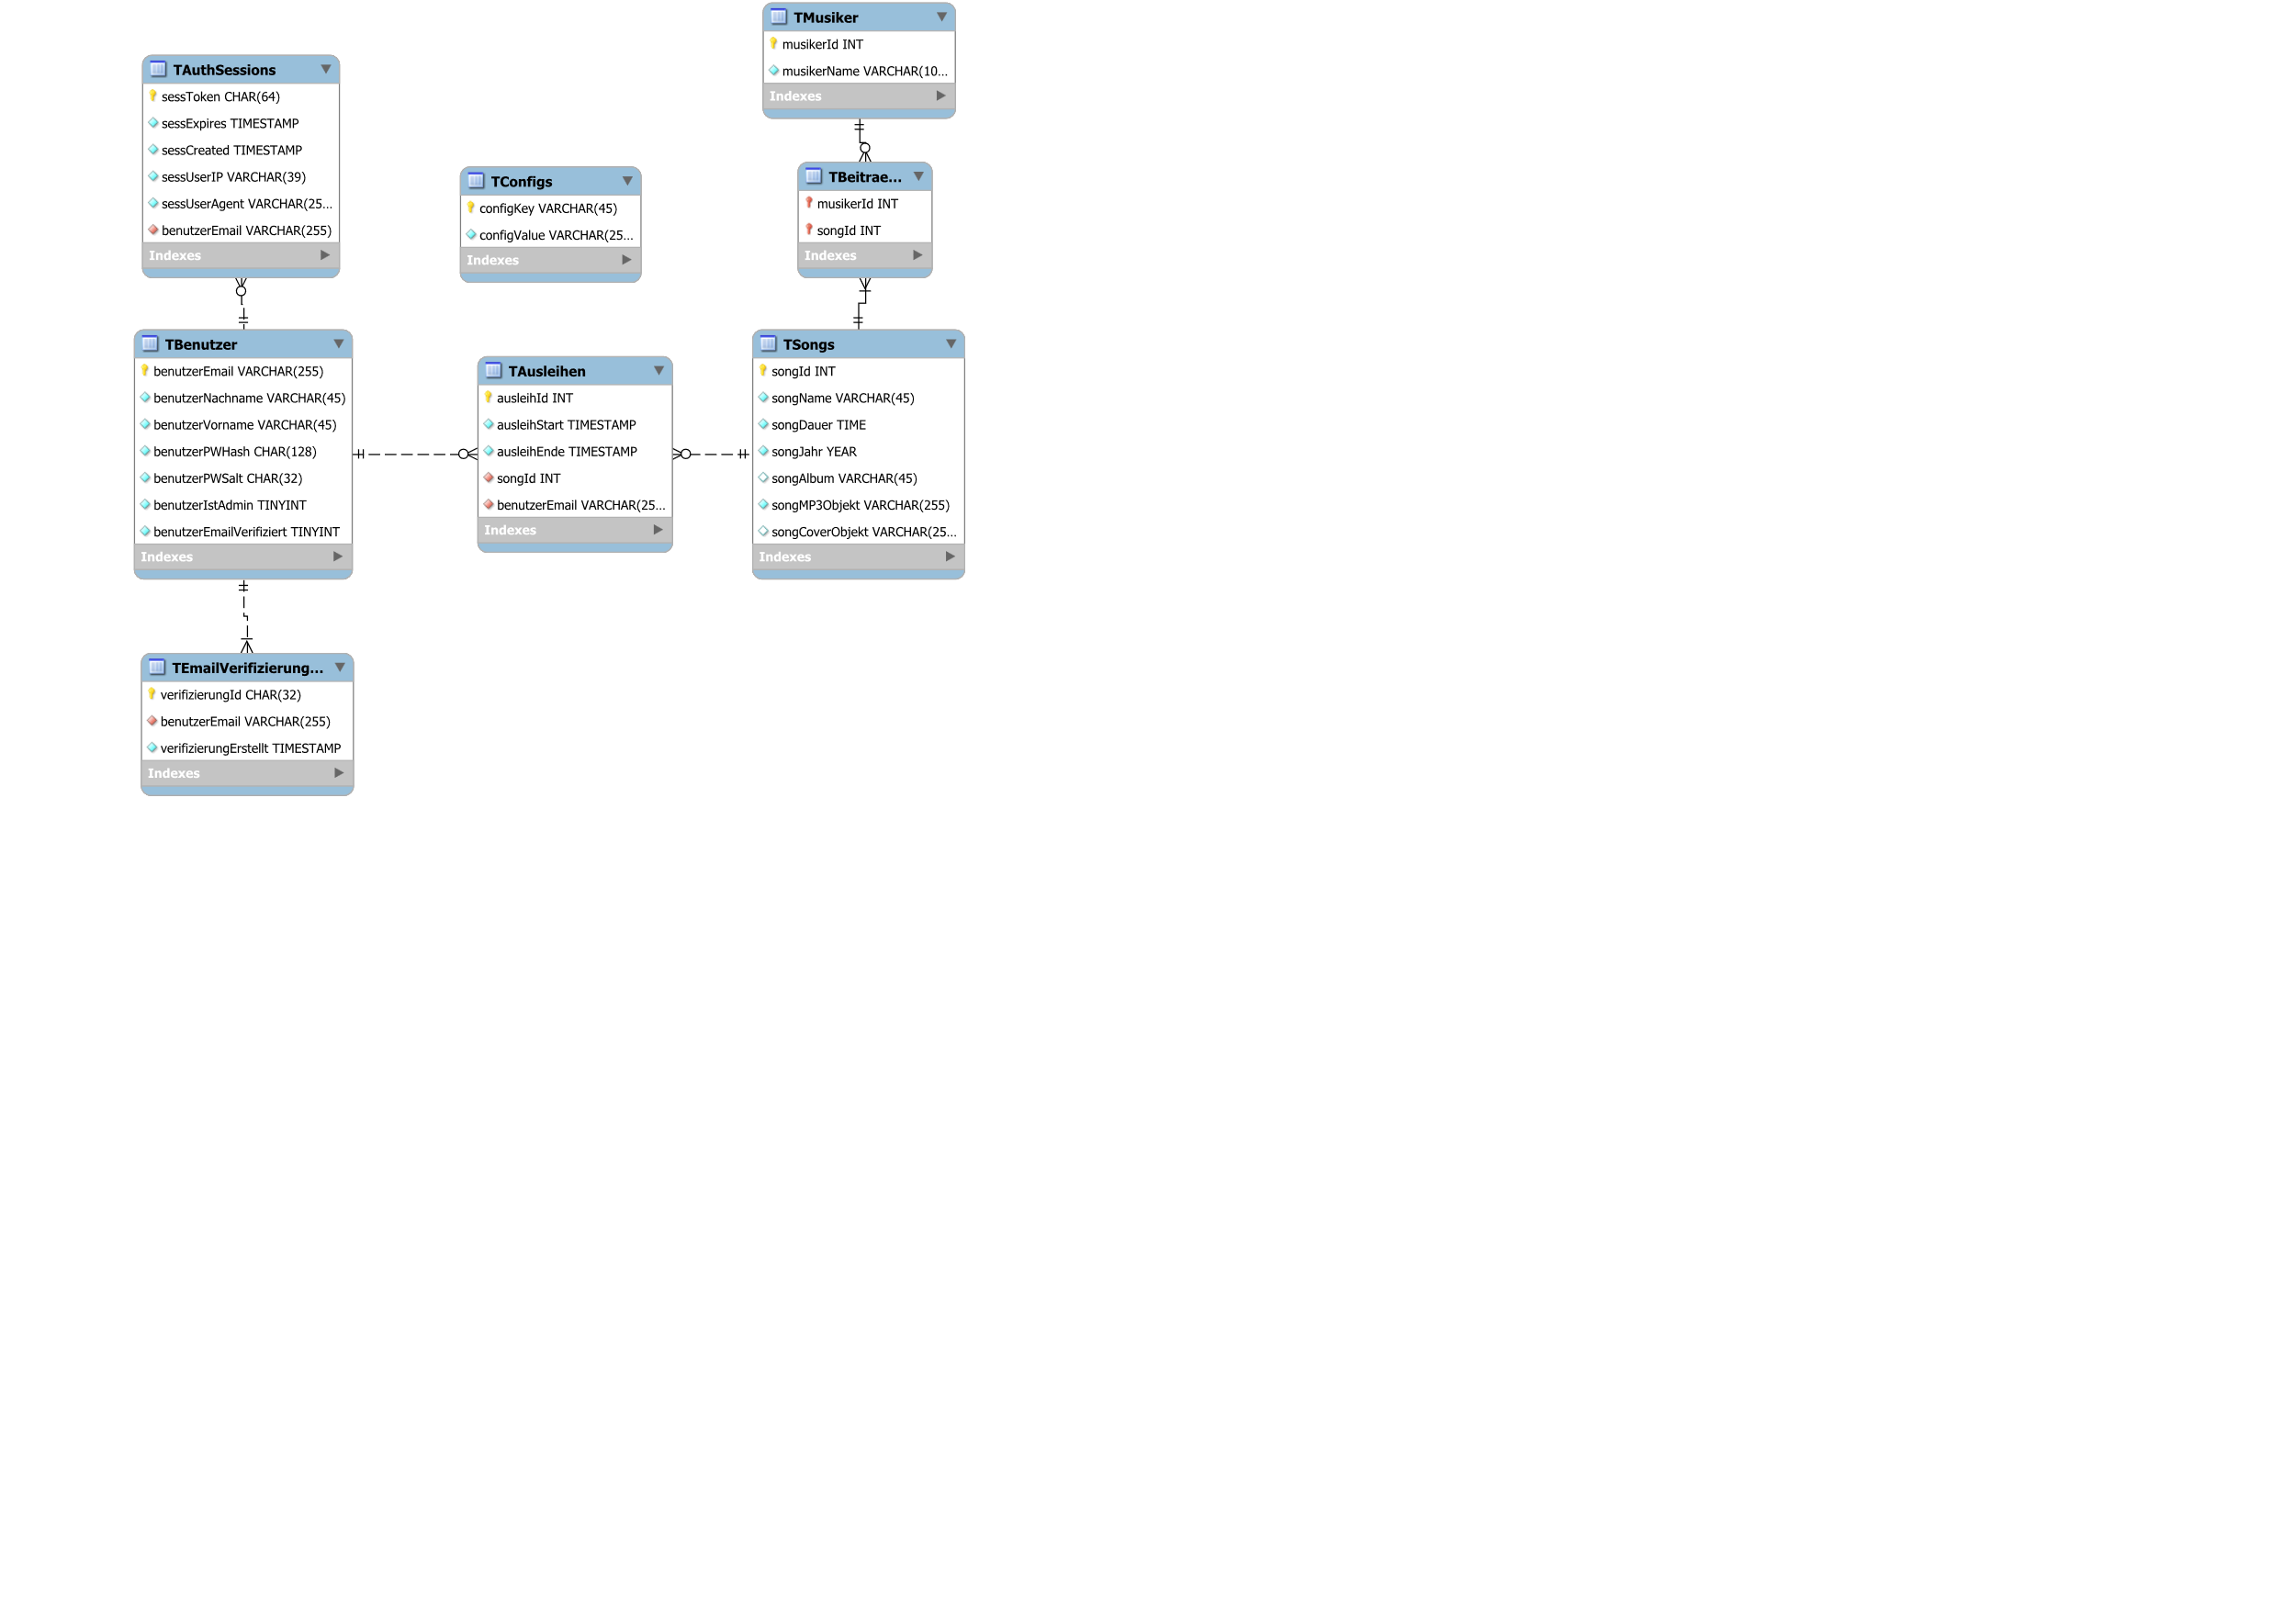 TMusiker
musikerId INT
musikerName VARCHAR(10...
Indexes
TAuthSessions
sessToken CHAR(64)
sessExpires TIMESTAMP
sessCreated TIMESTAMP
sessUserIP VARCHAR(39)
sessUserAgent VARCHAR(25...
benutzerEmail VARCHAR(255)
Indexes
TConfigs
configKey VARCHAR(45)
configValue VARCHAR(25...
Indexes
TBeitrae...
musikerId INT
songId INT
Indexes
TBenutzer
benutzerEmail VARCHAR(255)
benutzerNachname VARCHAR(45)
benutzerVorname VARCHAR(45)
benutzerPWHash CHAR(128)
benutzerPWSalt CHAR(32)
benutzerIstAdmin TINYINT
benutzerEmailVerifiziert TINYINT
Indexes
TAusleihen
ausleihId INT
ausleihStart TIMESTAMP
ausleihEnde TIMESTAMP
songId INT
benutzerEmail VARCHAR(25...
Indexes
TSongs
songId INT
songName VARCHAR(45)
songDauer TIME
songJahr YEAR
songAlbum VARCHAR(45)
songMP3Objekt VARCHAR(255)
songCoverObjekt VARCHAR(25...
Indexes
TEmailVerifizierung...
verifizierungId CHAR(32)
benutzerEmail VARCHAR(255)
verifizierungErstellt TIMESTAMP
Indexes